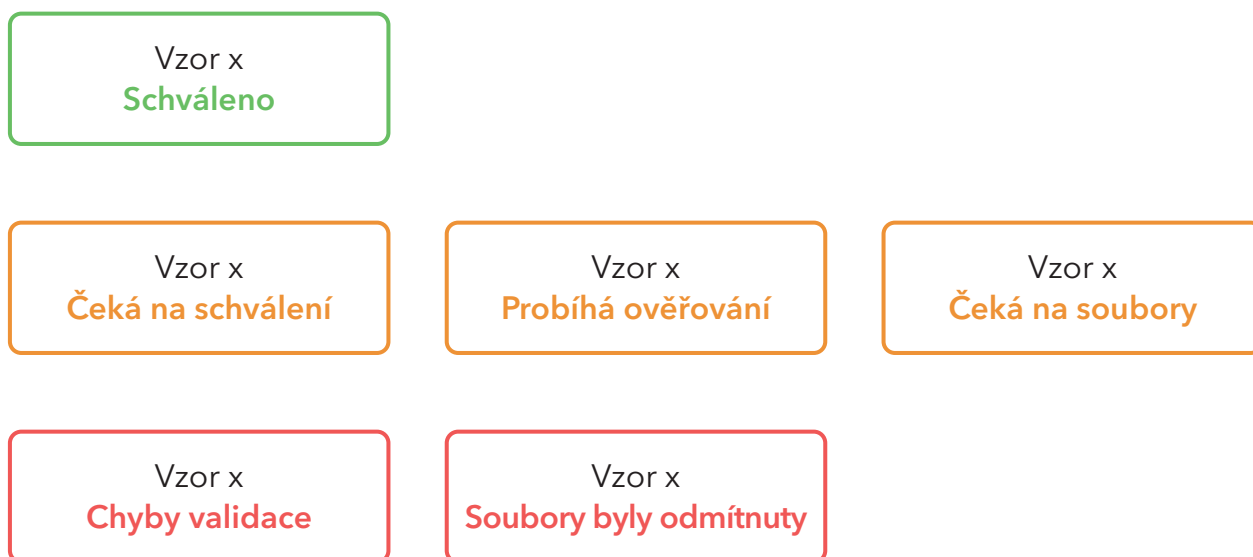 Vzor x
Schváleno
Vzor x
Čeká na schválení
Vzor x
Probíhá ověřování
Vzor x
Čeká na soubory
Vzor x
Chyby validace
Vzor x
Soubory byly odmítnuty